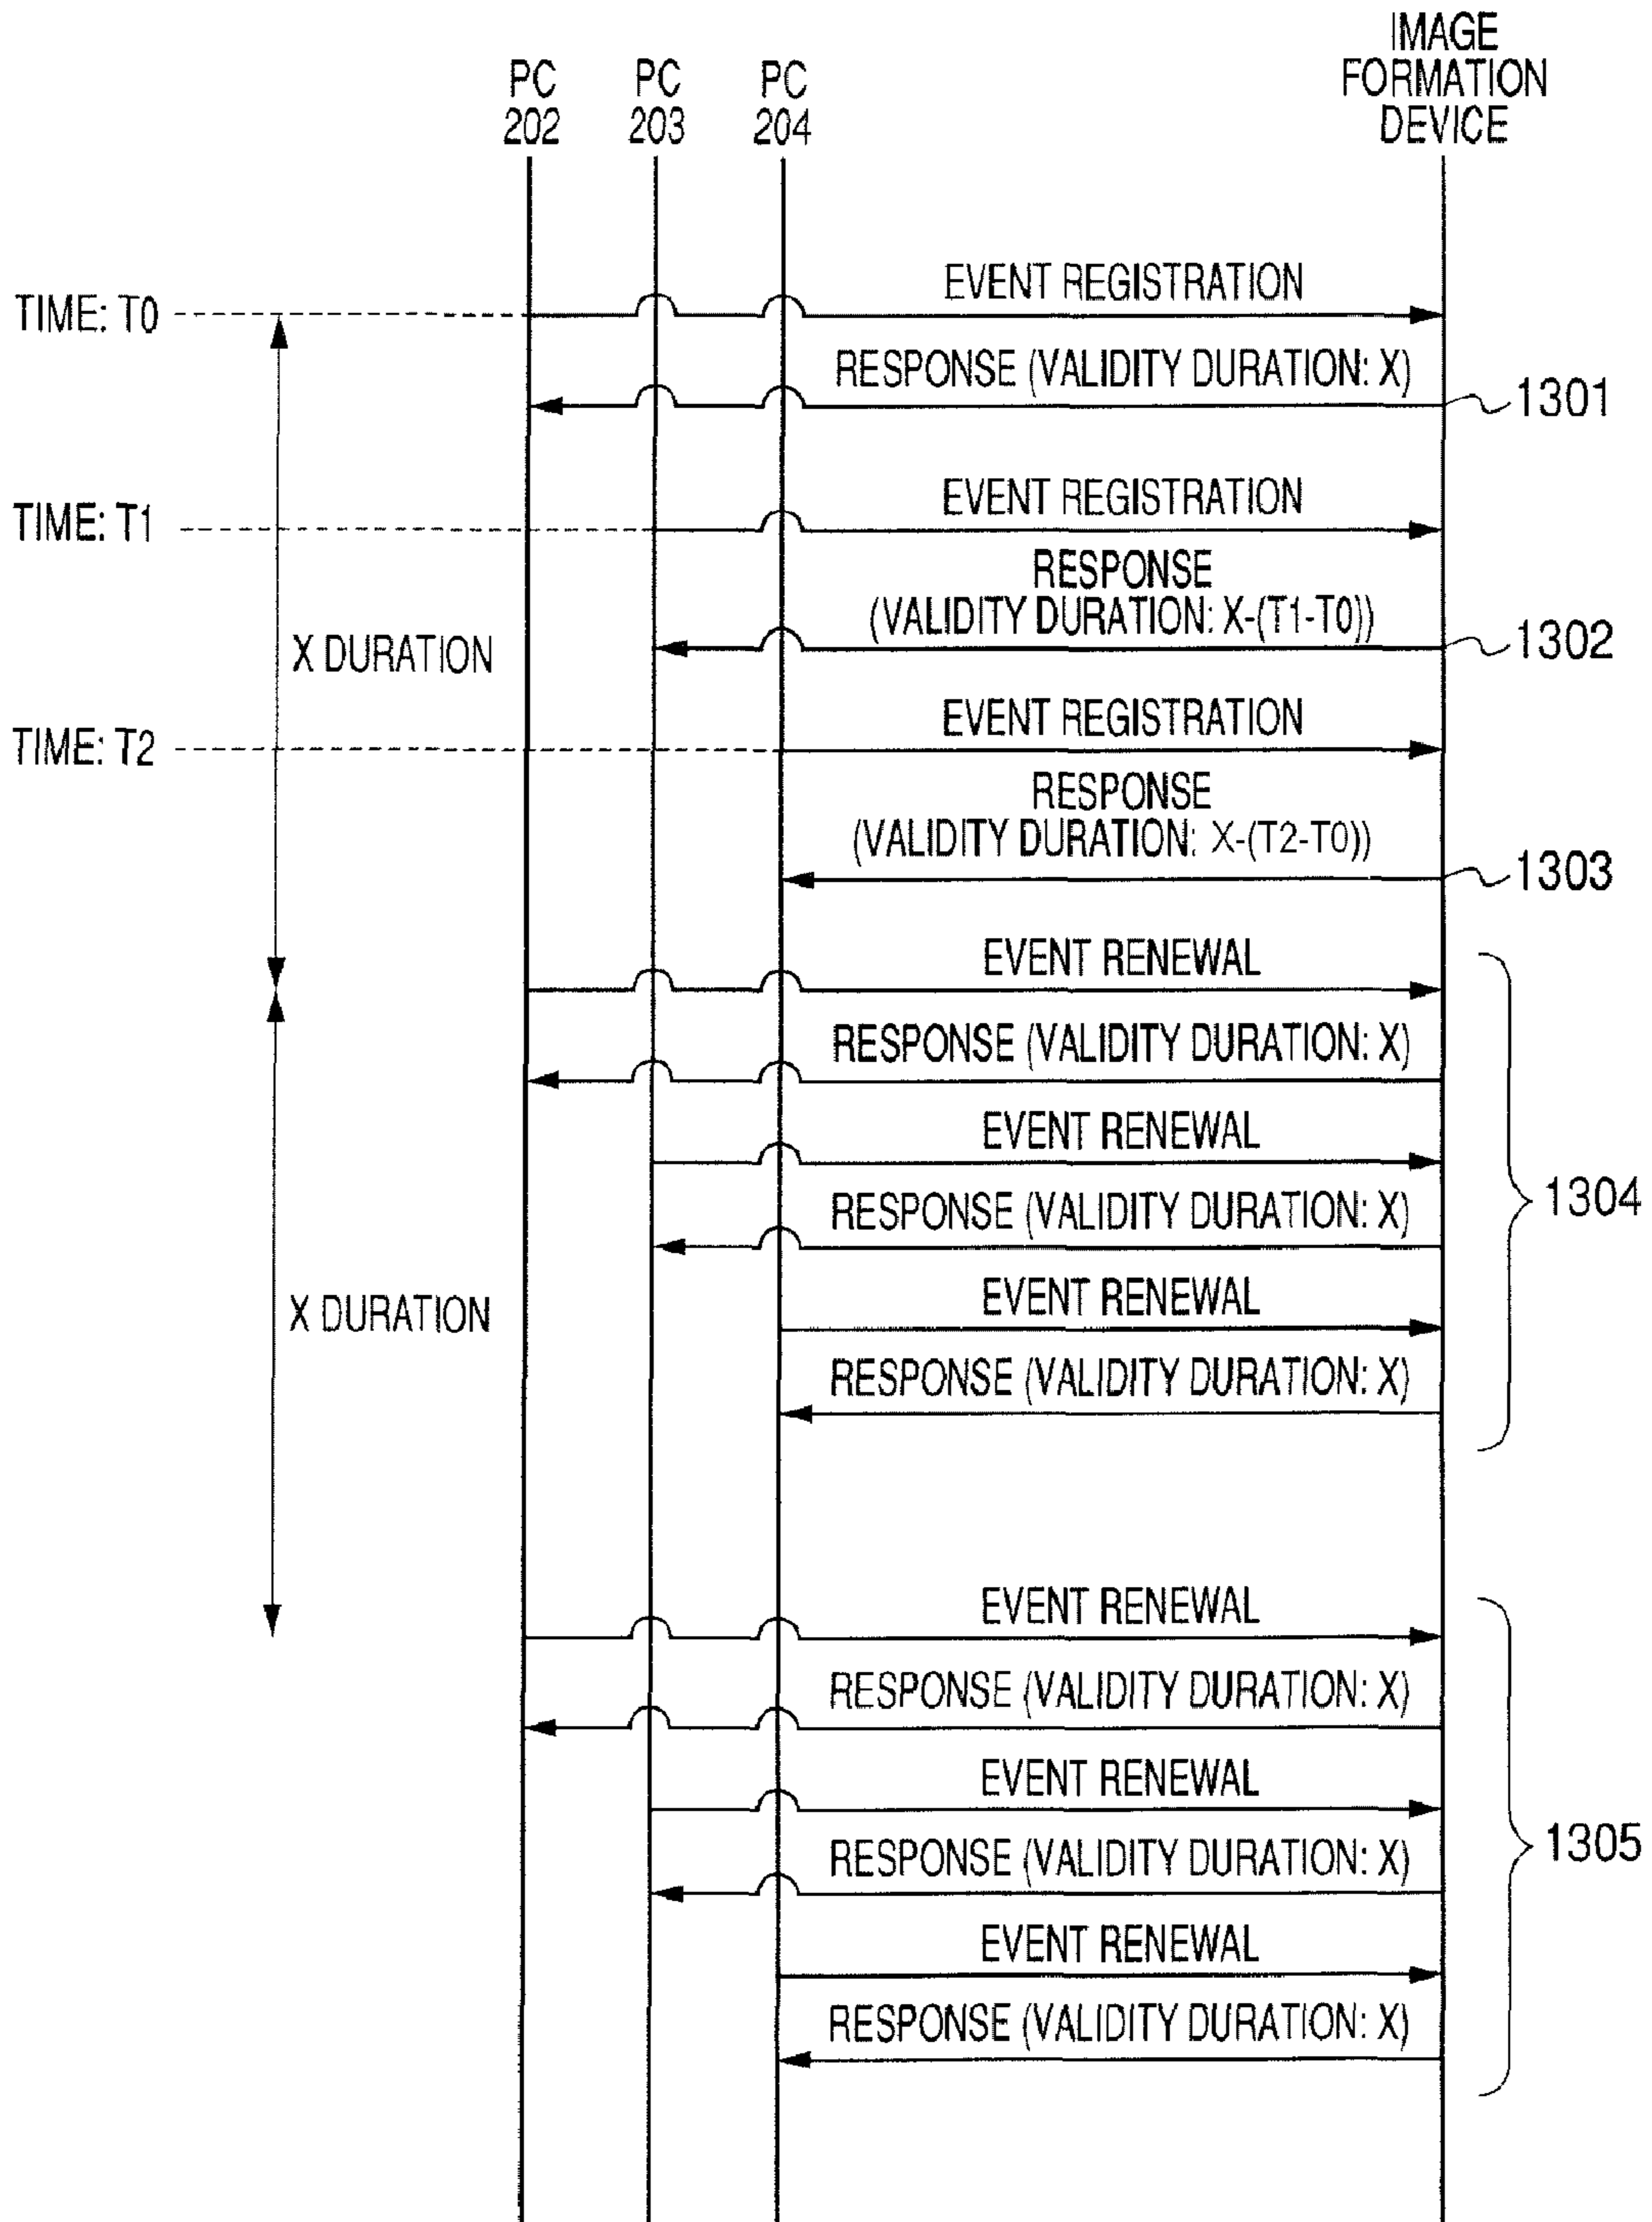 IMAGE
FORMATION
DEVICE
PC
202
PC
203
PC
204
EVENT REGISTRATION
TIME: T0
RESPONSE (VALIDITY DURATION: X)
1301
EVENT REGISTRATION
TIME: T1
RESPONSE
(VALIDITY DURATION: X-(T1-T0))
1302
X DURATION
EVENT REGISTRATION
TIME: T2
RESPONSE
(VALIDITY DURATION: X-(T2-T0))
1303
EVENT RENEWAL
RESPONSE (VALIDITY DURATION: X)
EVENT RENEWAL
1304
RESPONSE (VALIDITY DURATION: X)
EVENT RENEWAL
X DURATION
RESPONSE (VALIDITY DURATION: X)
EVENT RENEWAL
RESPONSE (VALIDITY DURATION: X)
EVENT RENEWAL
1305
RESPONSE (VALIDITY DURATION: X)
EVENT RENEWAL
RESPONSE (VALIDITY DURATION: X)